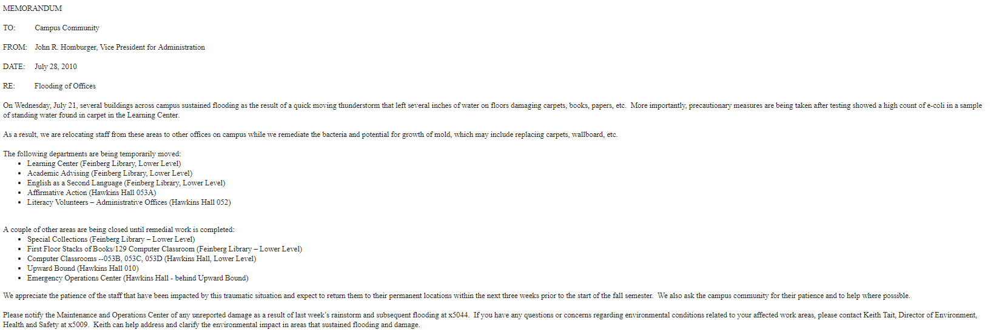 MEMORANDUM
TO: Campus Community
FROM: John R. Homburger, Vice President for Administration
DATE: July 28, 2010
RE: Flooding of Offices
On Wednesday, July 21, several buildings across campus sustained flooding as the result of a quick moving thunderstorm that left several inches of water on floors damaging carpets, books, papers, etc.  More importantly, precautionary measures are being taken after testing showed a high count of e-coli in a sample
of standing water found in carpet in the Learning Center.
As a result, we are relocating staff from these areas to other offices on campus while we remediate the bacteria and potential for growth of mold, which may include replacing carpets, wallboard, etc.
The following departments are being temporarily moved:
• Learning Center (Feinberg Library, Lower Level)
• Academic Advising (Feinberg Library, Lower Level)
• English as a Second Language (Feinberg Library, Lower Level)
• Affirmative Action (Hawkins Hall 053A)
• Literacy Volunteers – Administrative Offices (Hawkins Hall 052)
A couple of other areas are being closed until remedial work is completed:
• Special Collections (Feinberg Library – Lower Level)
• First Floor Stacks of Books/129 Computer Classroom (Feinberg Library – Lower Level)
• Computer Classrooms --053B, 053C, 053D (Hawkins Hall, Lower Level)
• Upward Bound (Hawkins Hall 010)
• Emergency Operations Center (Hawkins Hall - behind Upward Bound)
We appreciate the patience of the staff that have been impacted by this traumatic situation and expect to return them to their permanent locations within the next three weeks prior to the start of the fall semester.  We also ask the campus community for their patience and to help where possible.
Please notify the Maintenance and Operations Center of any unreported damage as a result of last week’s rainstorm and subsequent flooding at x5044.  If you have any questions or concerns regarding environmental conditions related to your affected work areas, please contact Keith Tait, Director of Environment,
Health and Safety at x5009.  Keith can help address and clarify the environmental impact in areas that sustained flooding and damage.